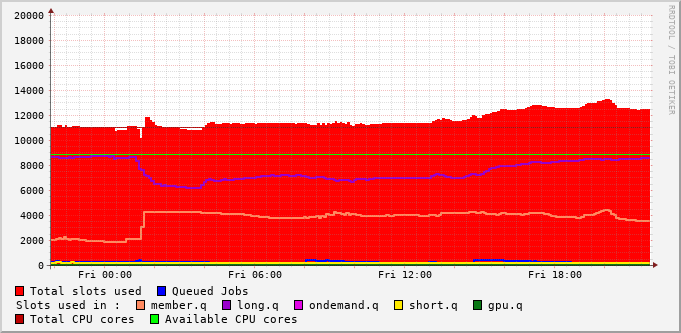 20000
18000
16000
14000
12000
10000
8000
6000
4000
2000
0
Fri 00:00 Fri 06:00 Fri 12:00 Fri 18:00
Total slots used Queued Jobs
Slots used in : member.q long.q ondemand.q short.q gpu.q
Total CPU cores Available CPU cores
RRDTOOL / TOBI OETIKER